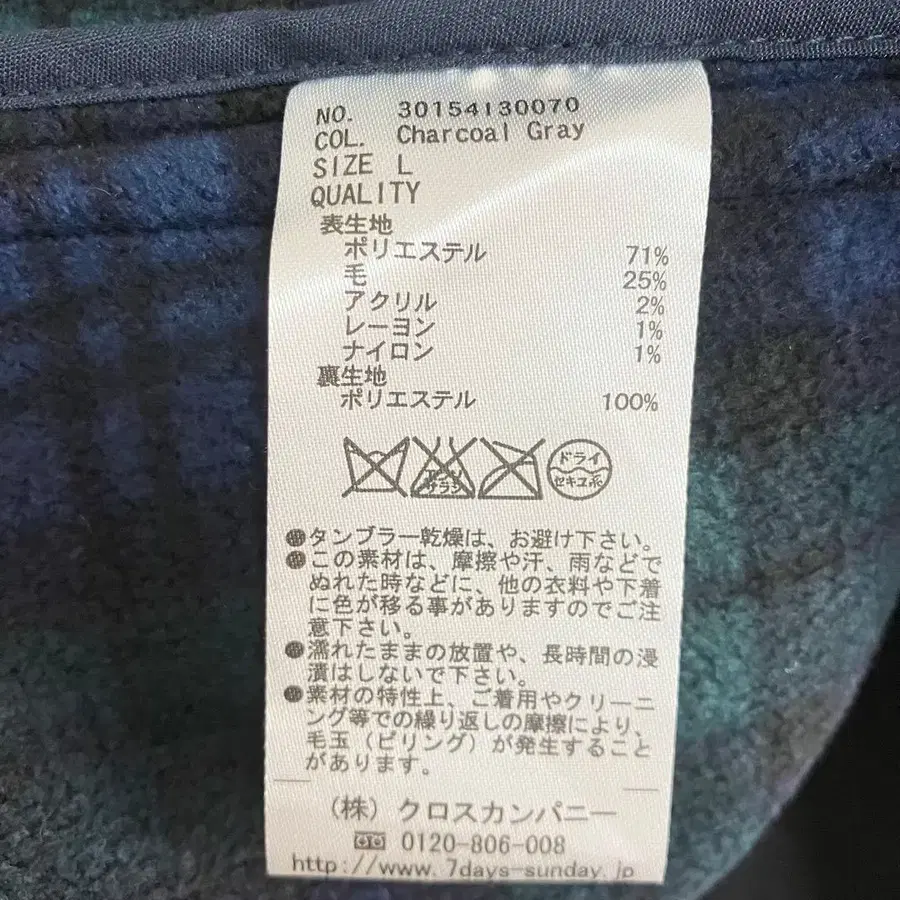 NO. 30154130070
COL. Charcoal Gray
SIZE L
QUALITY
表生地
ポリエステル 71%
毛 25%
アクリル 2%
レーヨン 1%
ナイロン 1%
裏生地
ポリエステル 100%
エンソ
サラシ
ドライ
セキユ系
●タンブラー乾燥は、お避け下さい。
●この素材は、摩擦や汗、雨などで
ぬれた時などに、他の衣料や下着
に色が移る事がありますのでご注
意下さい。
●濡れたままの放置や、長時間の浸
漬はしないで下さい。
●素材の特性上、ご着用やクリーニ
ング等での繰り返しの摩擦により、
毛玉（ピリング）が発生すること
があります。
（株）クロスカンパニー
0120-806-008
http://www.7days-sunday.jp